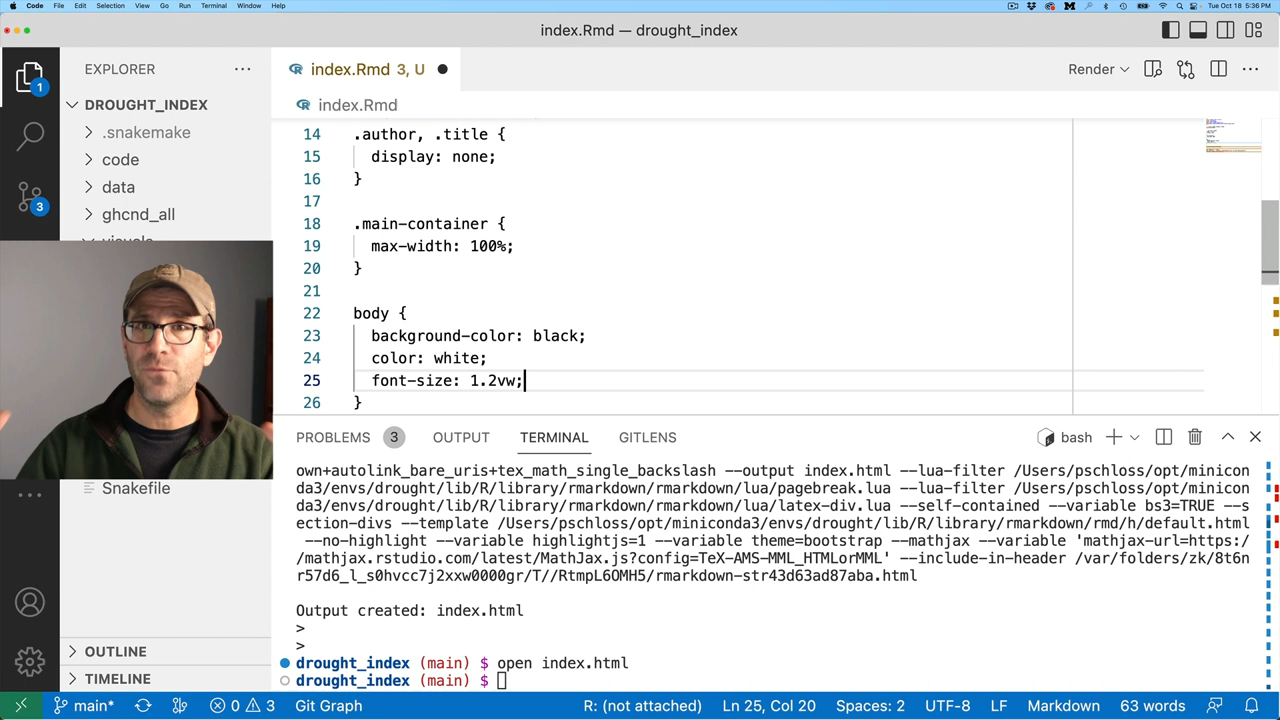 Code File Edit Selection View Go Run Terminal Window Help Tue Oct 18 5:36 PM
index.Rmd — drought_index
1
3
EXPLORER
DROUGHT_INDEX
.snakemake
code
data
ghcnd_all
Snakefile
OUTLINE
TIMELINE
index.Rmd 3, U
Render
index.Rmd
14 .author, .title {
15 display: none;
16 }
17
18 .main-container {
19 max-width: 100%;
20 }
21
22 body {
23 background-color: black;
24 color: white;
25 font-size: 1.2vw;
26 }
PROBLEMS 3 OUTPUT TERMINAL GITLENS bash
own+autolink_bare_uris+tex_math_single_backslash --output index.html --lua-filter /Users/pschloss/opt/minicon
da3/envs/drought/lib/R/library/rmarkdown/rmarkdown/lua/pagebreak.lua --lua-filter /Users/pschloss/opt/minicon
da3/envs/drought/lib/R/library/rmarkdown/rmarkdown/lua/latex-div.lua --self-contained --variable bs3=TRUE --s
ection-divs --template /Users/pschloss/opt/miniconda3/envs/drought/lib/R/library/rmarkdown/rmd/h/default.html
--no-highlight --variable highlightjs=1 --variable theme=bootstrap --mathjax --variable 'mathjax-url=https:/
/mathjax.rstudio.com/latest/MathJax.js?config=TeX-AMS-MML_HTMLorMML' --include-in-header /var/folders/zk/8t6n
r57d6_l_s0hvcc7j2xxw0000gr/T//RtmpL6OMH5/rmarkdown-str43d63ad87aba.html
Output created: index.html
>
>
drought_index (main) $ open index.html
drought_index (main) $
main* 0 3 Git Graph R: (not attached) Ln 25, Col 20 Spaces: 2 UTF-8 LF Markdown 63 words